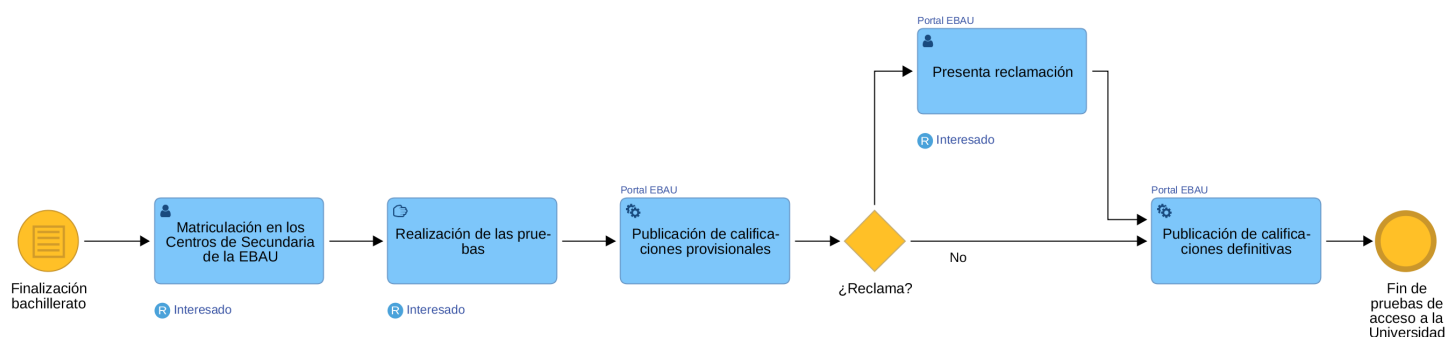 Portal EBAU
Presenta reclamación
R Interesado
Finalización
bachillerato
Matriculación en los
Centros de Secundaria
de la EBAU
R Interesado
Realización de las prue-
bas
R Interesado
Portal EBAU
Publicación de califica-
ciones provisionales
¿Reclama?
No
Portal EBAU
Publicación de califica-
ciones definitivas
Fin de
pruebas de
acceso a la
Universidad